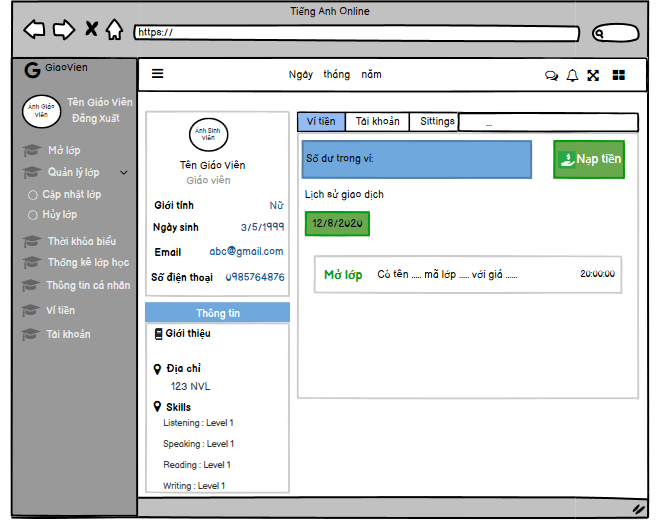 Tiếng Anh Online
https://
G GiaoVien
Ảnh Giáo Viên
Tên Giáo Viên
Đăng Xuất
Mở lớp
Quản lý lớp
Cập nhật lớp
Hủy lớp
Thời khóa biểu
Thống kê lớp học
Thông tin cá nhân
Ví tiền
Tài khoản
Ngày tháng năm
Ảnh Sinh Viên
Tên Giáo Viên
Giáo viên
Giới tính Nữ
Ngày sinh 3/5/1999
Email abc@gmail.com
Số điện thoại 0985764876
Thông tin
Giới thiệu
Địa chỉ
123 NVL
Skills
Listening : Level 1
Speaking : Level 1
Reading : Level 1
Writing : Level 1
Ví tiền Tài khoản Sittings ...
Số dư trong ví:
Nạp tiền
Lịch sử giao dịch
12/8/2020
Mở lớp Có tên ..... mã lớp ..... với giá ...... 20:00:00